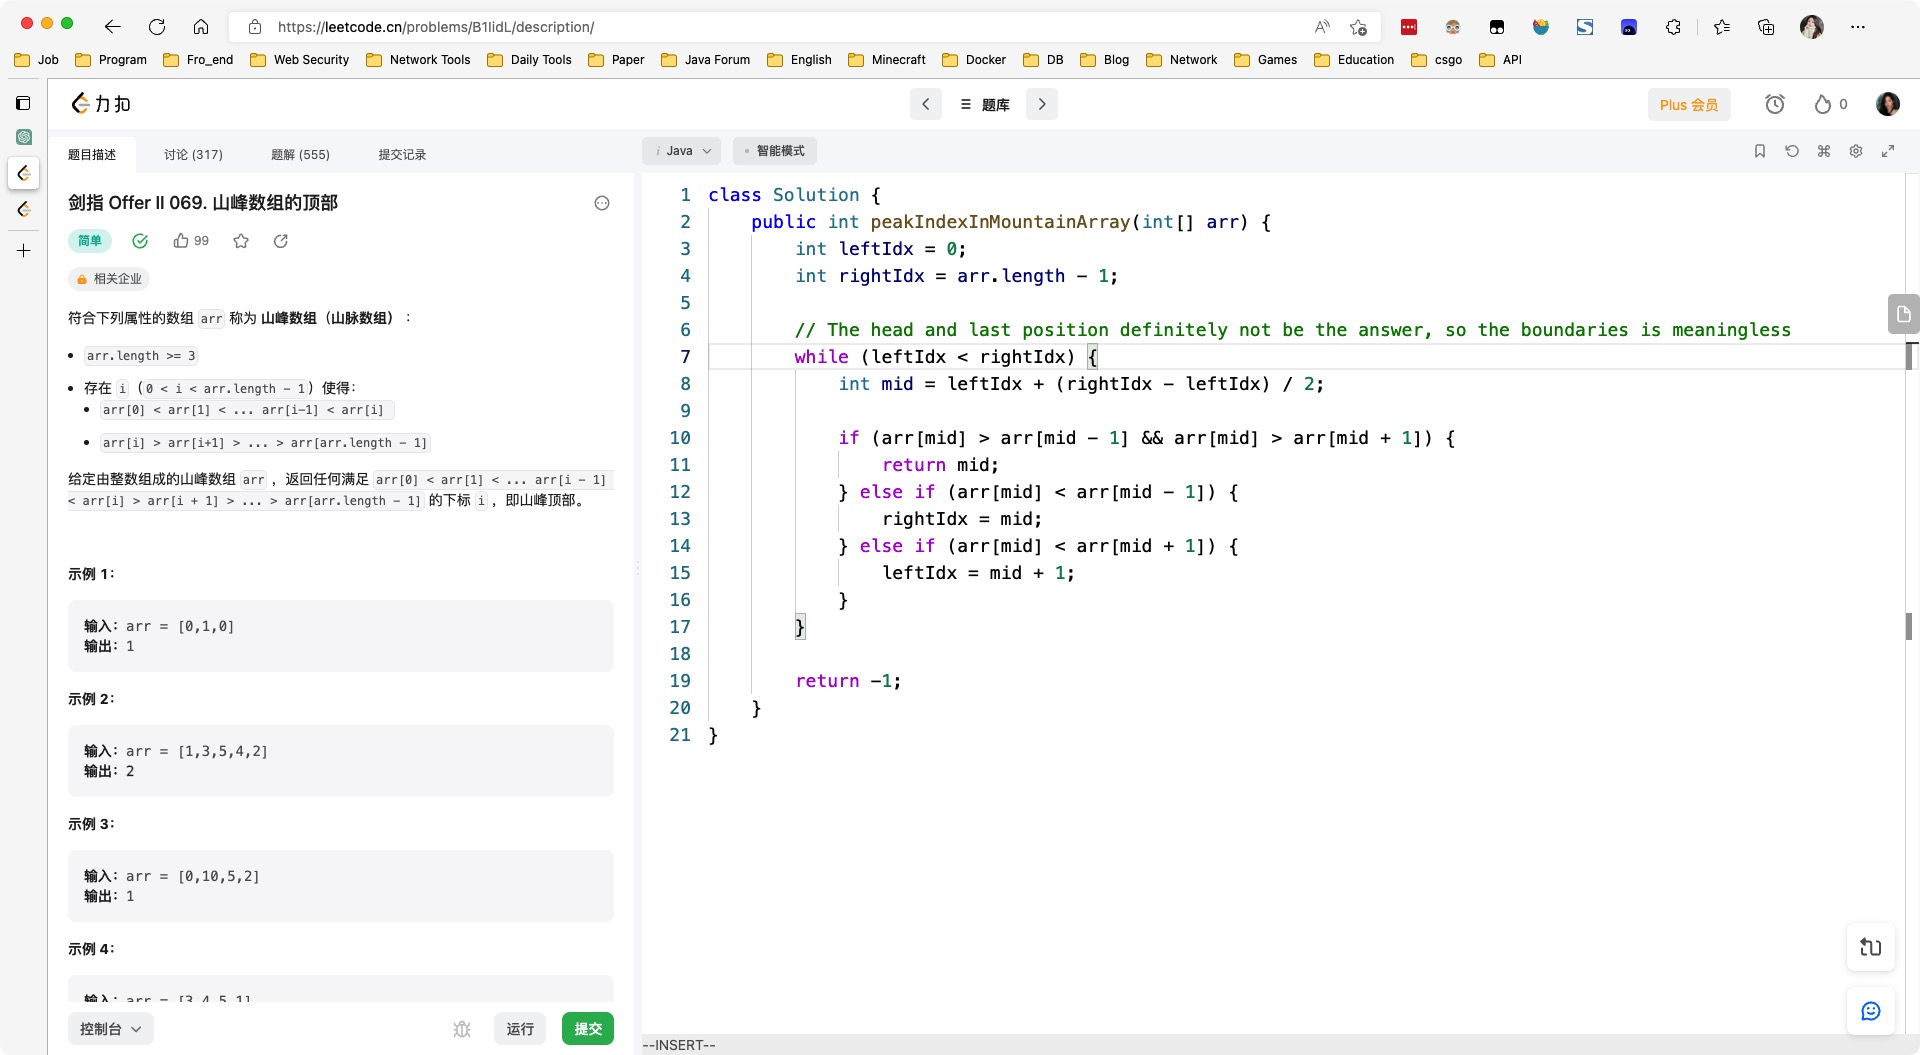 https://leetcode.cn/problems/B1IidL/description/
Job Program Fro_end Web Security Network Tools Daily Tools Paper Java Forum English Minecraft Docker DB Blog Network Games Education csgo API
力扣
题库
Plus 会员
0
题目描述 讨论 (317) 题解 (555) 提交记录
i Java 智能模式
剑指 Offer II 069. 山峰数组的顶部
简单 99
相关企业
符合下列属性的数组 arr 称为 山峰数组（山脉数组） ：
arr.length >= 3
存在 i（0 < i < arr.length - 1）使得：
arr[0] < arr[1] < ... arr[i-1] < arr[i]
arr[i] > arr[i+1] > ... > arr[arr.length - 1]
给定由整数组成的山峰数组 arr ，返回任何满足 arr[0] < arr[1] < ... arr[i - 1]
< arr[i] > arr[i + 1] > ... > arr[arr.length - 1] 的下标 i ，即山峰顶部。
示例 1：
输入：arr = [0,1,0]
输出：1
示例 2：
输入：arr = [1,3,5,4,2]
输出：2
示例 3：
输入：arr = [0,10,5,2]
输出：1
示例 4：
输入：arr = [3,4,5,1]
控制台 运行 提交
1 class Solution {
2 public int peakIndexInMountainArray(int[] arr) {
3 int leftIdx = 0;
4 int rightIdx = arr.length - 1;
5
6 // The head and last position definitely not be the answer, so the boundaries is meaningless
7 while (leftIdx < rightIdx) {
8 int mid = leftIdx + (rightIdx - leftIdx) / 2;
9
10 if (arr[mid] > arr[mid - 1] && arr[mid] > arr[mid + 1]) {
11 return mid;
12 } else if (arr[mid] < arr[mid - 1]) {
13 rightIdx = mid;
14 } else if (arr[mid] < arr[mid + 1]) {
15 leftIdx = mid + 1;
16 }
17 }
18
19 return -1;
20 }
21 }
--INSERT--